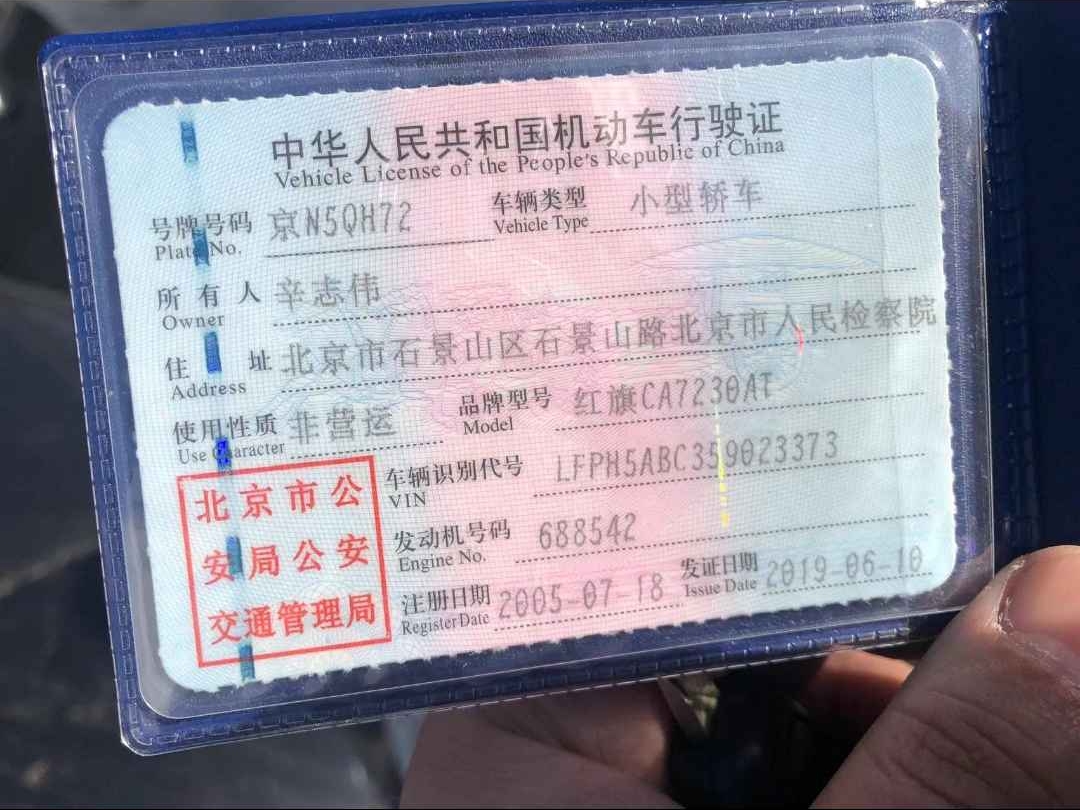 中华人民共和国机动车行驶证
Vehicle License of the People's Republic of China
号牌号码 京N5QH72 车辆类型 小型轿车
Plate No. Vehicle Type
所有人 辛志伟
Owner
住址 北京市石景山区石景山路北京市人民检察院
Address
使用性质 非营运 品牌型号 红旗CA7230AT
Use Character Model
车辆识别代号 LFPH5ABC359023373
VIN
发动机号码 688542
Engine No.
注册日期 2005-07-18 发证日期 2019-06-10
Register Date Issue Date
北京市公
安局公安
交通管理局